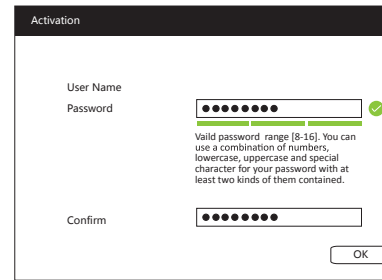 Activation
User Name
Password
●●●●●●●●
Vaild password range [8-16]. You can
use a combination of numbers,
lowercase, uppercase and special
character for your password with at
least two kinds of them contained.
Confirm
●●●●●●●●
OK